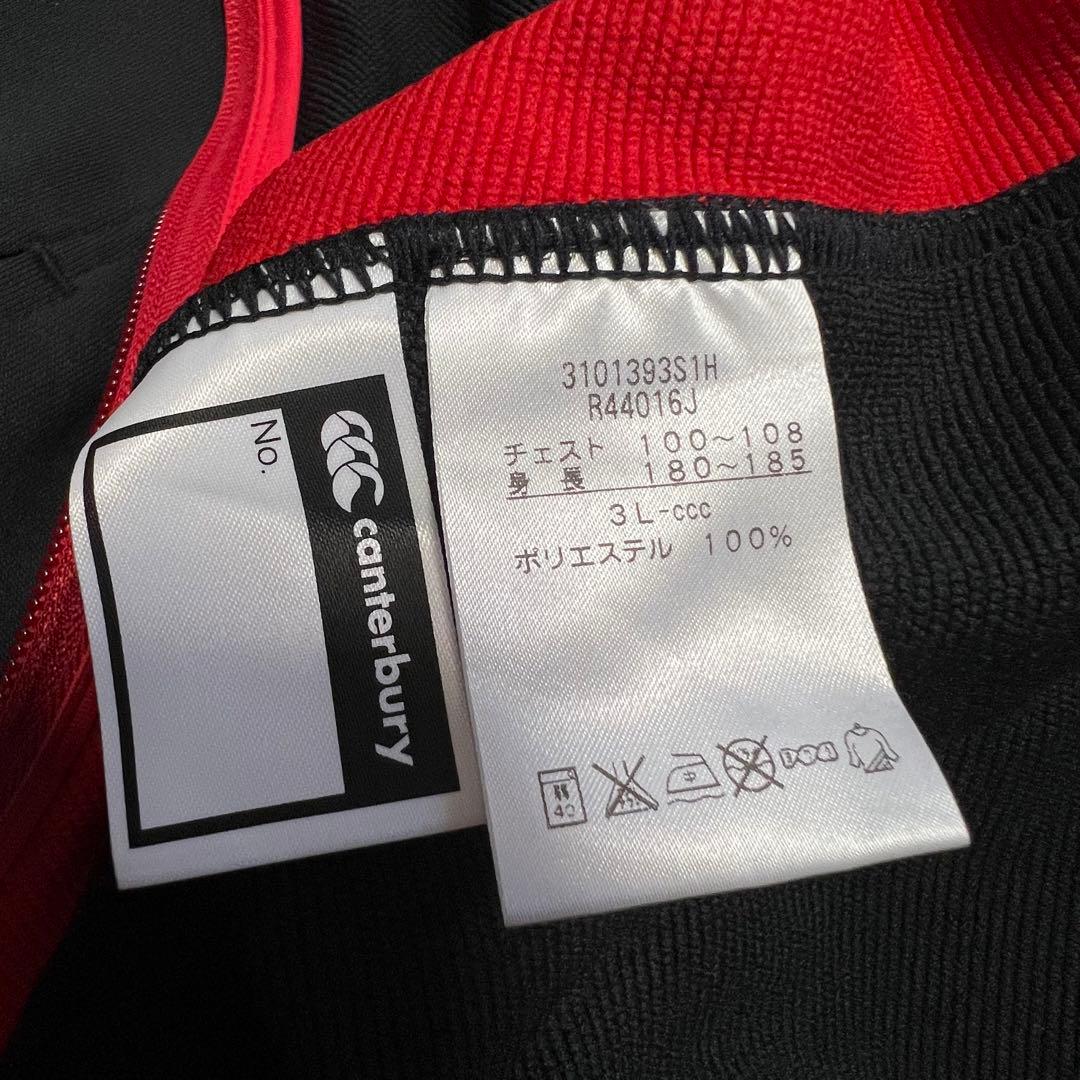 No.
canterbury
3101393S1H
R44016J
チェスト 100～108
身長 180～185
3L-ccc
ポリエステル 100%
40